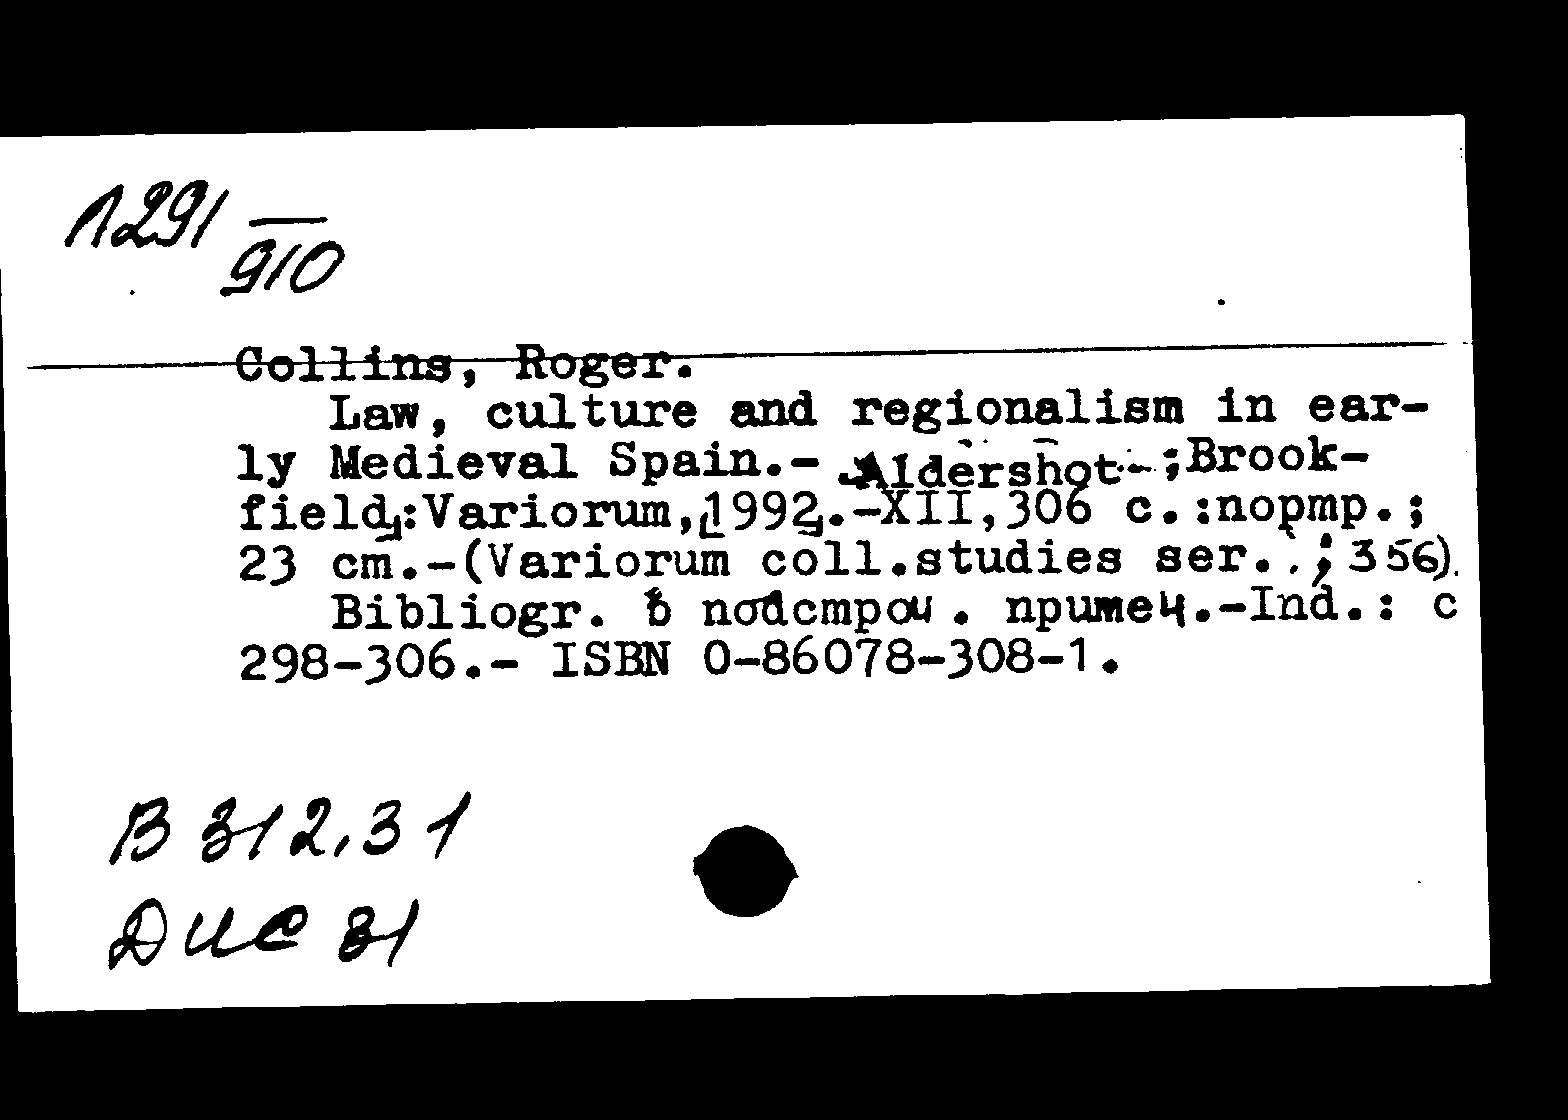 Л291
910
Collins, Roger.
Law, culture and regionalism in ear-
ly Medieval Spain.- Aldershot ;Brook-
field:Variorum,[1992].-XII,306 с.:портр.;
23 cm.-(Variorum coll.studies ser. ; 356).
Bibliogr. в подстроч. примеч.-Ind.: с
298-306.- ISBN 0-86078-308-1.
В 312,31
ДИС 31